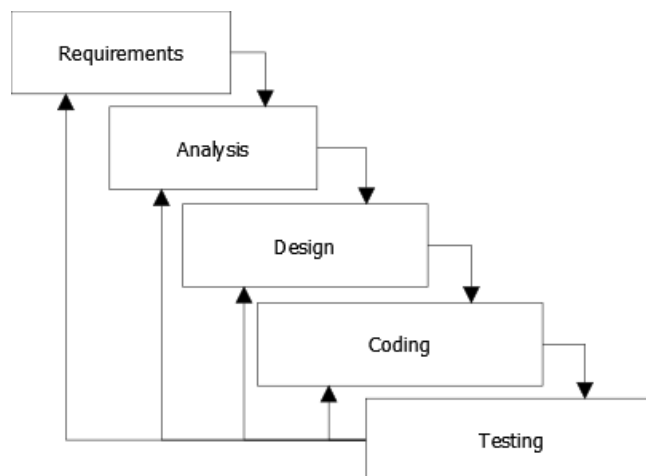 Requirements
Analysis
Design
Coding
Testing